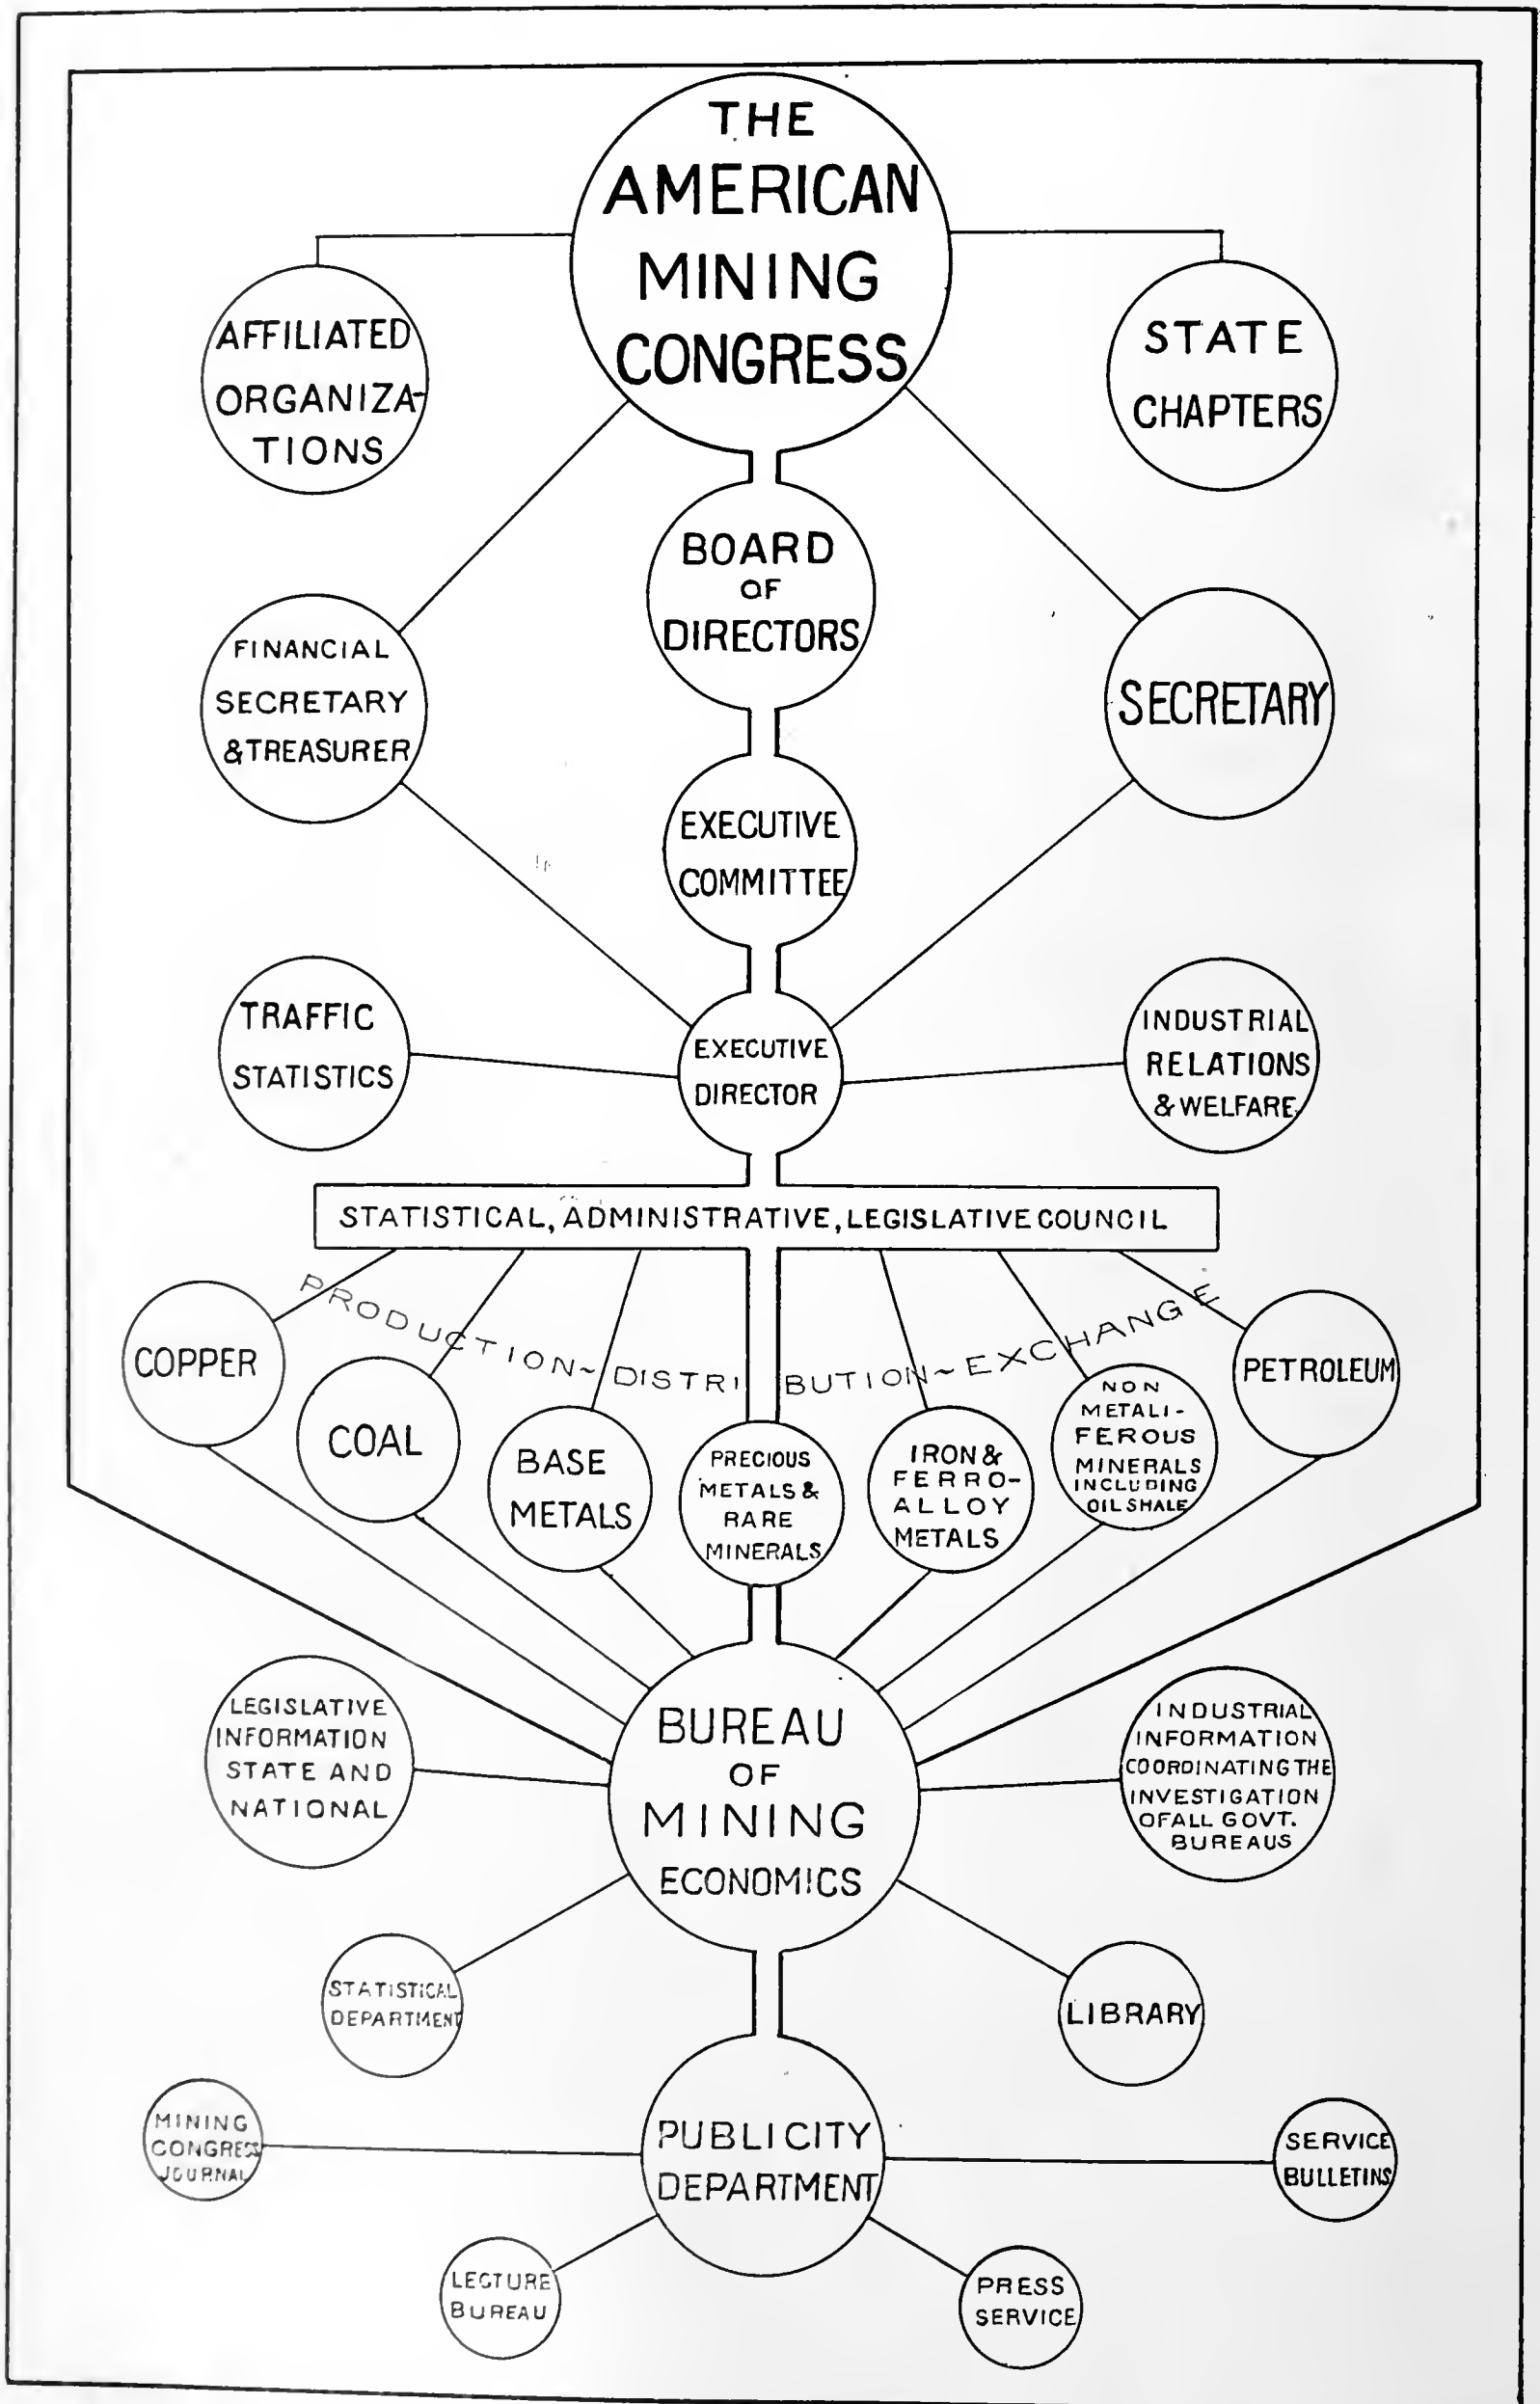 THE
AMERICAN
MINING
CONGRESS
AFFILIATED
ORGANIZA-
TIONS
STATE
CHAPTERS
BOARD
OF
DIRECTORS
FINANCIAL
SECRETARY
& TREASURER
SECRETARY
EXECUTIVE
COMMITTEE
TRAFFIC
STATISTICS
EXECUTIVE
DIRECTOR
INDUSTRIAL
RELATIONS
& WELFARE
STATISTICAL, ADMINISTRATIVE, LEGISLATIVE COUNCIL
PRODUCTION~DISTRIBUTION~EXCHANGE
COPPER
COAL
BASE
METALS
PRECIOUS
METALS &
RARE
MINERALS
IRON &
FERRO-
ALLOY
METALS
NON
METALI-
FEROUS
MINERALS
INCLUDING
OIL SHALE
PETROLEUM
BUREAU
OF
MINING
ECONOMICS
LEGISLATIVE
INFORMATION
STATE AND
NATIONAL
INDUSTRIAL
INFORMATION
COORDINATING THE
INVESTIGATION
OF ALL GOVT.
BUREAUS
STATISTICAL
DEPARTMENT
LIBRARY
PUBLICITY
DEPARTMENT
MINING
CONGRESS
JOURNAL
SERVICE
BULLETINS
LECTURE
BUREAU
PRESS
SERVICE